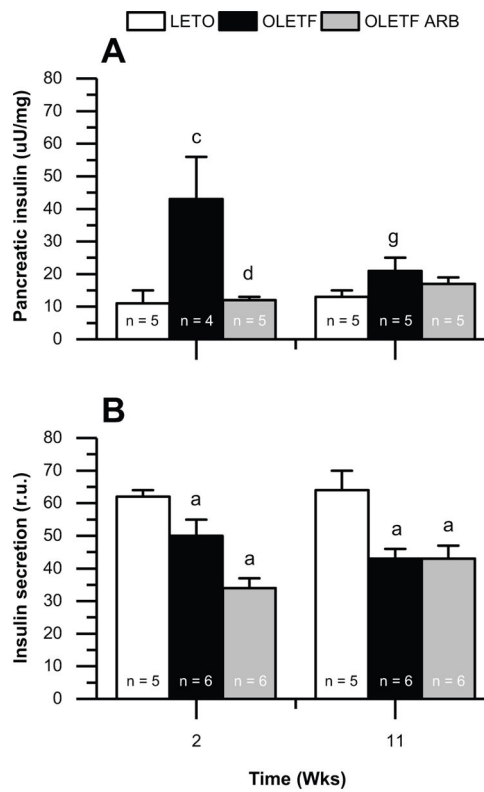 LETO OLETF OLETF ARB
A
Pancreatic insulin (uU/mg)
80
70
60
50
40
30
20
10
0
c
d
g
n = 5 n = 4 n = 5 n = 5 n = 5 n = 5
B
Insulin secretion (r.u.)
80
70
60
50
40
30
20
10
0
a
a
a
a
n = 5 n = 6 n = 6 n = 5 n = 6 n = 6
2 11
Time (Wks)